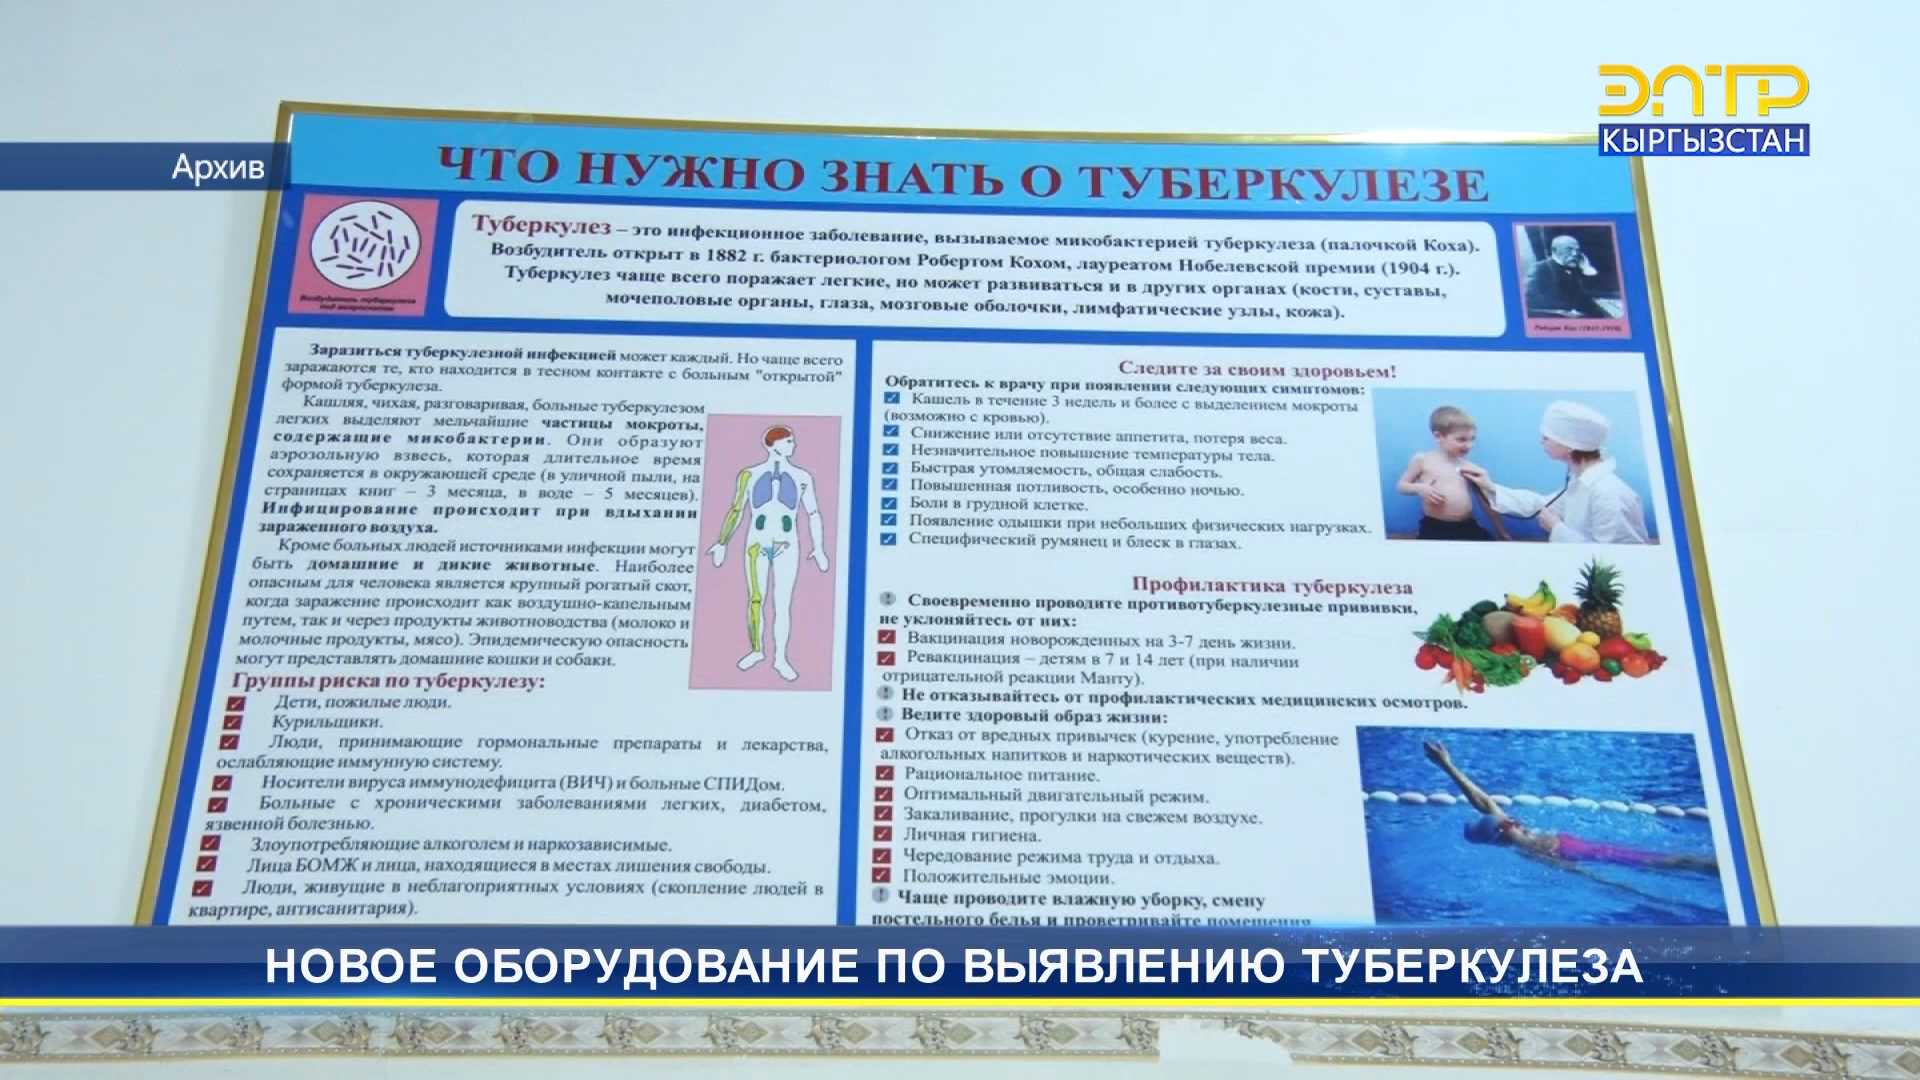 ЭЛТР
КЫРГЫЗСТАН
Архив
ЧТО НУЖНО ЗНАТЬ О ТУБЕРКУЛЕЗЕ
Возбудитель туберкулеза
под микроскопом
Туберкулез – это инфекционное заболевание, вызываемое микобактерией туберкулеза (палочкой Коха).
Возбудитель открыт в 1882 г. бактериологом Робертом Кохом, лауреатом Нобелевской премии (1904 г.).
Туберкулез чаще всего поражает легкие, но может развиваться и в других органах (кости, суставы,
мочеполовые органы, глаза, мозговые оболочки, лимфатические узлы, кожа).
Заразиться туберкулезной инфекцией может каждый. Но чаще всего
заражаются те, кто находится в тесном контакте с больным "открытой"
формой туберкулеза.
Кашляя, чихая, разговаривая, больные туберкулезом
легких выделяют мельчайшие частицы мокроты,
содержащие микобактерии. Они образуют
аэрозольную взвесь, которая длительное время
сохраняется в окружающей среде (в уличной пыли, на
страницах книг – 3 месяца, в воде – 5 месяцев).
Инфицирование происходит при вдыхании
зараженного воздуха.
Кроме больных людей источниками инфекции могут
быть домашние и дикие животные. Наиболее
опасным для человека является крупный рогатый скот,
когда заражение происходит как воздушно-капельным
путем, так и через продукты животноводства (молоко и
молочные продукты, мясо). Эпидемическую опасность
могут представлять домашние кошки и собаки.
Группы риска по туберкулезу:
Дети, пожилые люди.
Курильщики.
Люди, принимающие гормональные препараты и лекарства,
ослабляющие иммунную систему.
Носители вируса иммунодефицита (ВИЧ) и больные СПИДом.
Больные с хроническими заболеваниями легких, диабетом,
язвенной болезнью.
Злоупотребляющие алкоголем и наркозависимые.
Лица БОМЖ и лица, находящиеся в местах лишения свободы.
Люди, живущие в неблагоприятных условиях (скопление людей в
квартире, антисанитария).
Следите за своим здоровьем!
Обратитесь к врачу при появлении следующих симптомов:
Кашель в течение 3 недель и более с выделением мокроты
(возможно с кровью).
Снижение или отсутствие аппетита, потеря веса.
Незначительное повышение температуры тела.
Быстрая утомляемость, общая слабость.
Повышенная потливость, особенно ночью.
Боли в грудной клетке.
Появление одышки при небольших физических нагрузках.
Специфический румянец и блеск в глазах.
Профилактика туберкулеза
Своевременно проводите противотуберкулезные прививки,
не уклоняйтесь от них:
Вакцинация новорожденных на 3-7 день жизни.
Ревакцинация – детям в 7 и 14 лет (при наличии
отрицательной реакции Манту).
Не отказывайтесь от профилактических медицинских осмотров.
Ведите здоровый образ жизни:
Отказ от вредных привычек (курение, употребление
алкогольных напитков и наркотических веществ).
Рациональное питание.
Оптимальный двигательный режим.
Закаливание, прогулки на свежем воздухе.
Личная гигиена.
Чередование режима труда и отдыха.
Положительные эмоции.
Чаще проводите влажную уборку, смену
постельного белья и проветривайте помещения
НОВОЕ ОБОРУДОВАНИЕ ПО ВЫЯВЛЕНИЮ ТУБЕРКУЛЕЗА